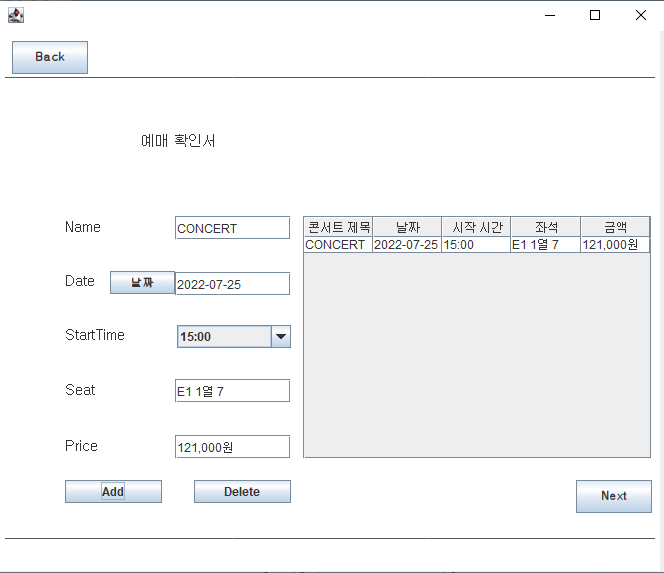 Back
예매 확인서
Name CONCERT
콘서트 제목 날짜 시작 시간 좌석 금액
CONCERT 2022-07-25 15:00 E1 1열 7 121,000원
Date 날짜 2022-07-25
StartTime 15:00
Seat E1 1열 7
Price 121,000원
Add Delete Next